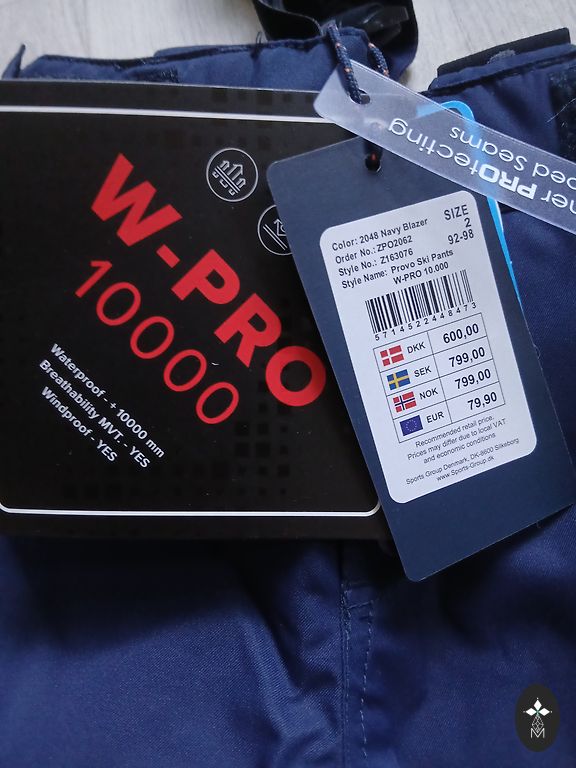 W-PRO
10000
Waterproof - + 10000 mm
Breathability MVT. - YES
Windproof - YES
PROtecting
Seams
Color: 2048 Navy Blazer
Order No.: ZPO2062
Style No.: Z163076
Style Name: Provo Ski Pants
W-PRO 10.000
SIZE
2
92-98
5714522448473
DKK 600,00
SEK 799,00
NOK 799,00
EUR 79,90
Recommended retail price.
Prices may differ due to local VAT
and economic conditions
Sports Group Denmark, DK-8600 Silkeborg
www.Sports-Group.dk
M